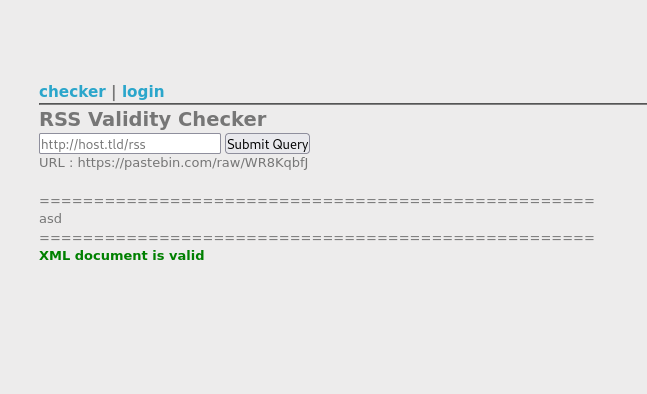 checker | login
RSS Validity Checker
http://host.tld/rss Submit Query
URL : https://pastebin.com/raw/WR8KqbfJ
===================================================
asd
===================================================
XML document is valid